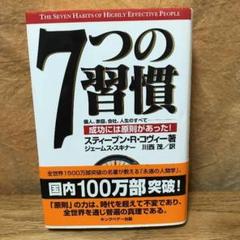 THE SEVEN HABITS OF HIGHLY EFFECTIVE PEOPLE
7つの
習慣
個人、家庭、会社、人生のすべて
成功には原則があった!
スティーブン・R・コヴィー著
ジェームス・スキナー
川西 茂/訳
全世界1500万部突破の名著が教える「永遠の人間学」。
国内100万部突破!
「原則」の力は、時代を超えて不変であり、
全世界を通じ普遍の真理である。
キングベアー出版